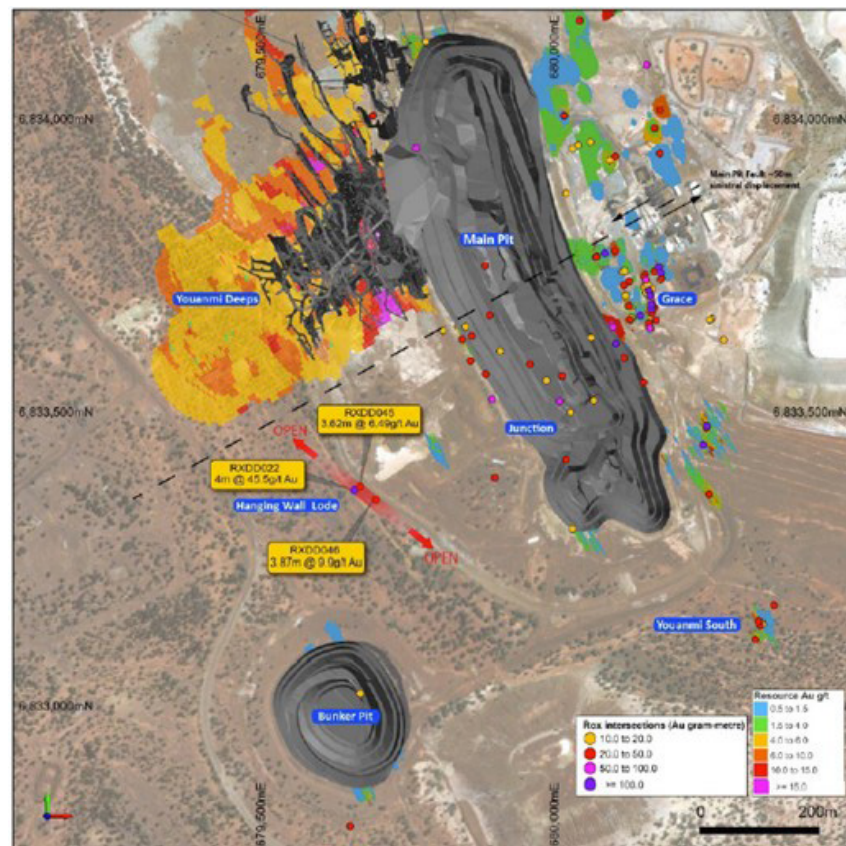 679,500mE
680,000mE
6,834,000mN
6,834,000mN
Main Pit Fault ~50m
sinistral displacement
Main Pit
Youanmi Deeps
Grace
6,833,500mN
6,833,500mN
RXDD045
3.62m @ 6.49g/t Au
OPEN
Junction
RXDD022
4m @ 45.5g/t Au
Hanging Wall Lode
RXDD046
3.87m @ 9.9g/t Au
OPEN
Youanmi South
6,833,000mN
6,833,000mN
Bunker Pit
Rox intersections (Au gram-metre)
10.0 to 20.0
20.0 to 50.0
50.0 to 100.0
>= 100.0
Resource Au g/t
0.5 to 1.5
1.5 to 4.0
4.0 to 6.0
6.0 to 10.0
10.0 to 15.0
>= 15.0
679,500mE
680,000mE
0 200m